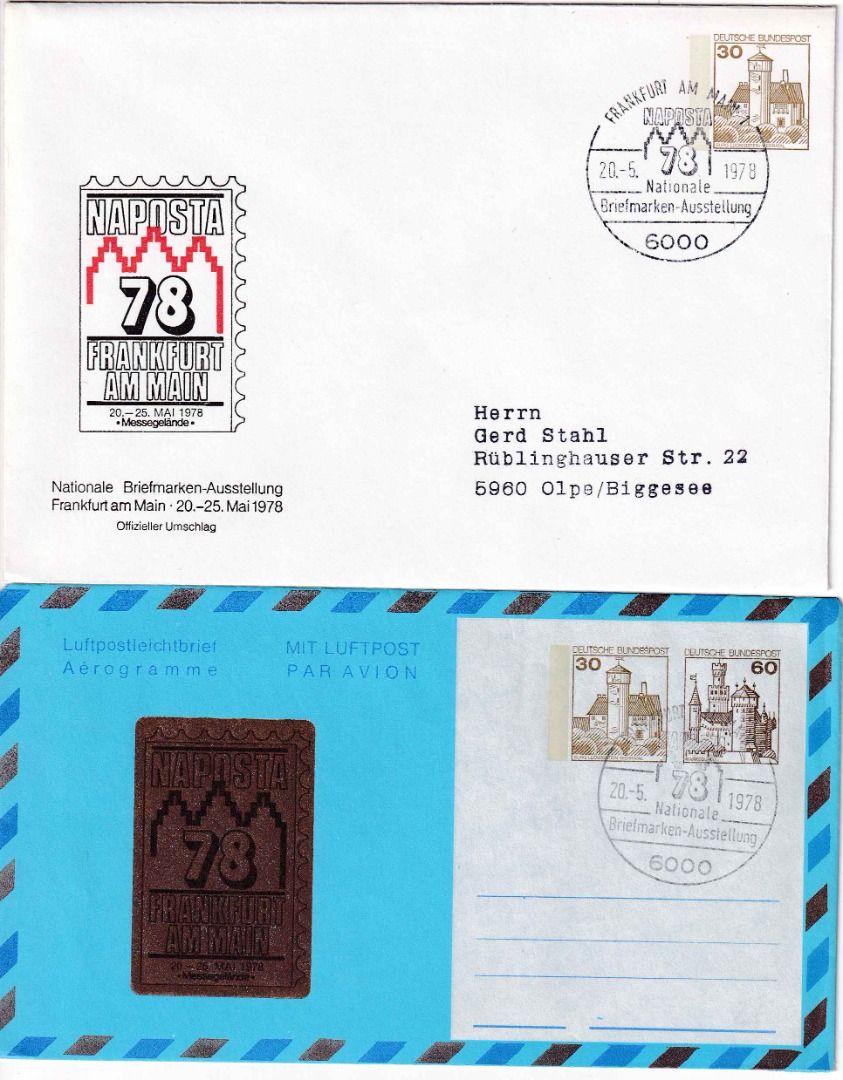 DEUTSCHE BUNDESPOST
30
FRANKFURT AM MAIN 1
NAPOSTA
78
20.-5. 1978
Nationale
Briefmarken-Ausstellung
6000
NAPOSTA
78
FRANKFURT
AM MAIN
20.–25. MAI 1978
•Messegelände•
Nationale Briefmarken-Ausstellung
Frankfurt am Main · 20.–25. Mai 1978
Offizieller Umschlag
Herrn
Gerd Stahl
Rüblinghauser Str. 22
5960 Olpe/Biggesee
Luftpostleichtbrief MIT LUFTPOST
Aérogramme PAR AVION
DEUTSCHE BUNDESPOST DEUTSCHE BUNDESPOST
30 60
78
20.-5. 1978
Nationale
Briefmarken-Ausstellung
6000
NAPOSTA
78
FRANKFURT
AM MAIN
20.–25. MAI 1978
•Messegelände•